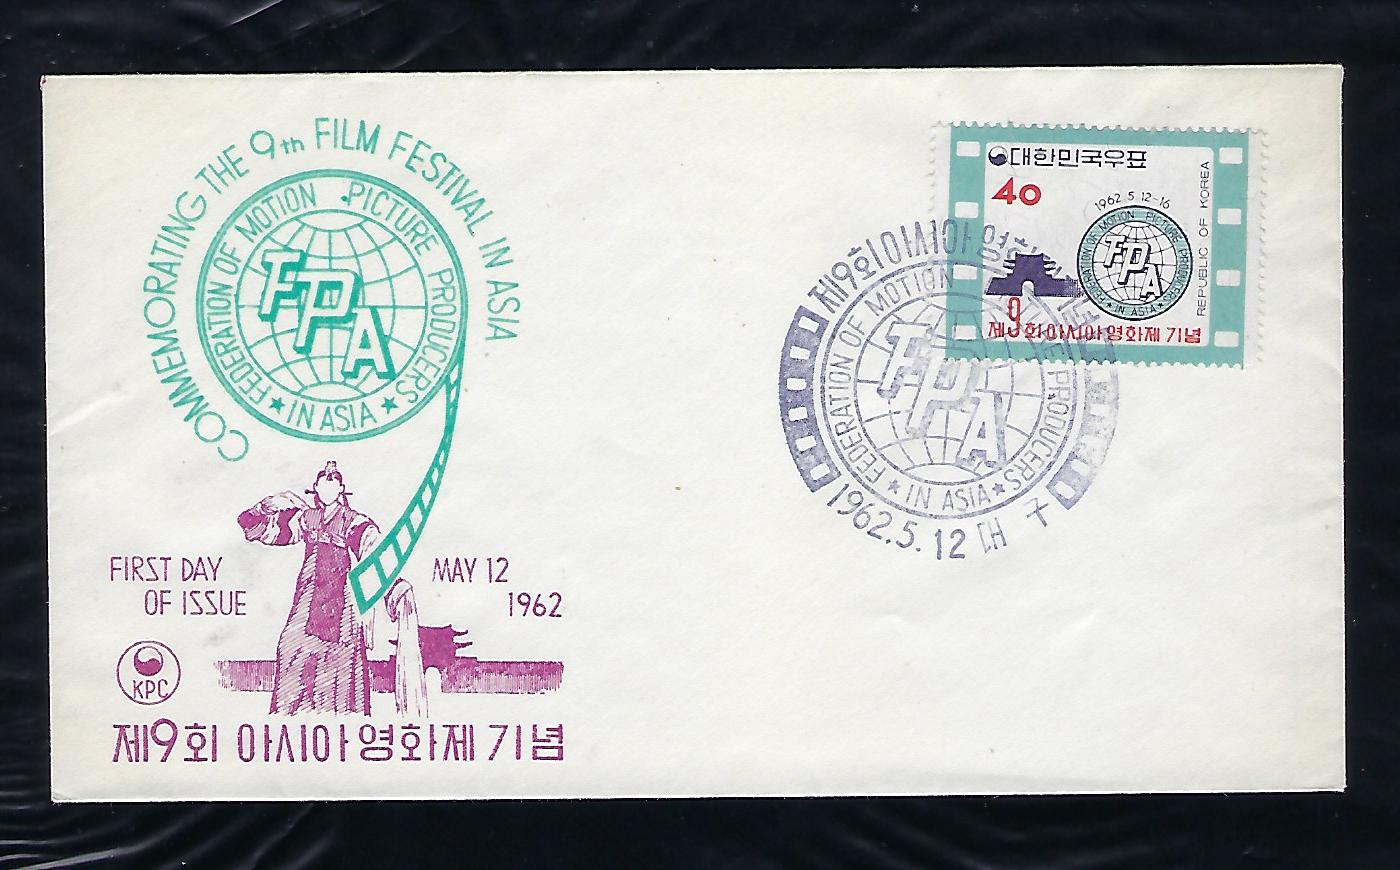 COMMEMORATING THE 9th FILM FESTIVAL IN ASIA
FEDERATION OF MOTION PICTURE PRODUCERS
★ IN ASIA ★
FPA
FIRST DAY
OF ISSUE
MAY 12
1962
KPC
제9회 아시아영화제 기념
대한민국우표
40
1962 5 12-16
REPUBLIC OF KOREA
FEDERATION OF MOTION PICTURE PRODUCERS
★ IN ASIA ★
FPA
제9회아시아영화제기념
제9회아시아영
FEDERATION OF MOTION PRODUCERS
★ IN ASIA ★
FPA
1962.5.12 대구